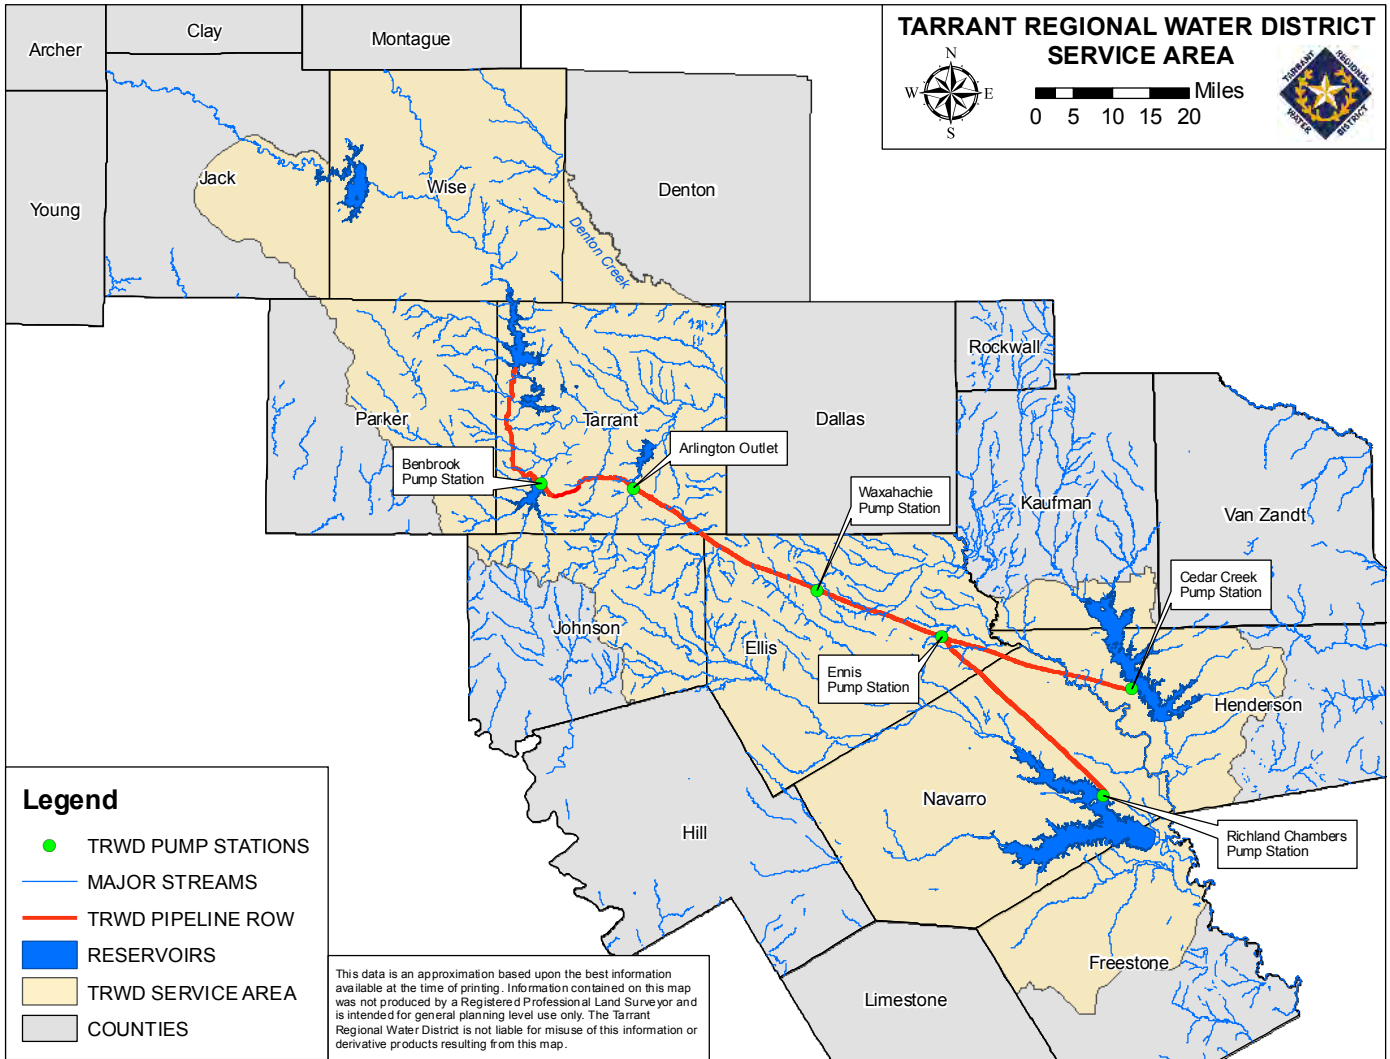 TARRANT REGIONAL WATER DISTRICT
SERVICE AREA
N
W
E
S
Miles
0 5 10 15 20
TARRANT REGIONAL
WATER DISTRICT
Archer
Clay
Montague
Young
Jack
Wise
Denton
Denton Creek
Rockwall
Parker
Tarrant
Dallas
Arlington Outlet
Benbrook
Pump Station
Waxahachie
Pump Station
Kaufman
Van Zandt
Cedar Creek
Pump Station
Johnson
Ellis
Ennis
Pump Station
Henderson
Navarro
Hill
Richland Chambers
Pump Station
Freestone
Limestone
Legend
TRWD PUMP STATIONS
MAJOR STREAMS
TRWD PIPELINE ROW
RESERVOIRS
TRWD SERVICE AREA
COUNTIES
This data is an approximation based upon the best information
available at the time of printing. Information contained on this map
was not produced by a Registered Professional Land Surveyor and
is intended for general planning level use only. The Tarrant
Regional Water District is not liable for misuse of this information or
derivative products resulting from this map.